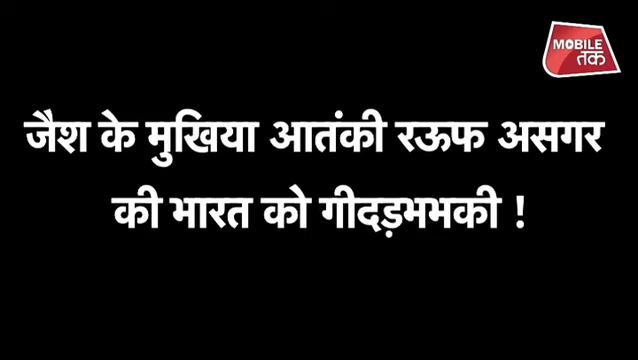 MOBILE
तक
जैश के मुखिया आतंकी रऊफ असगर
की भारत को गीदड़भभकी !